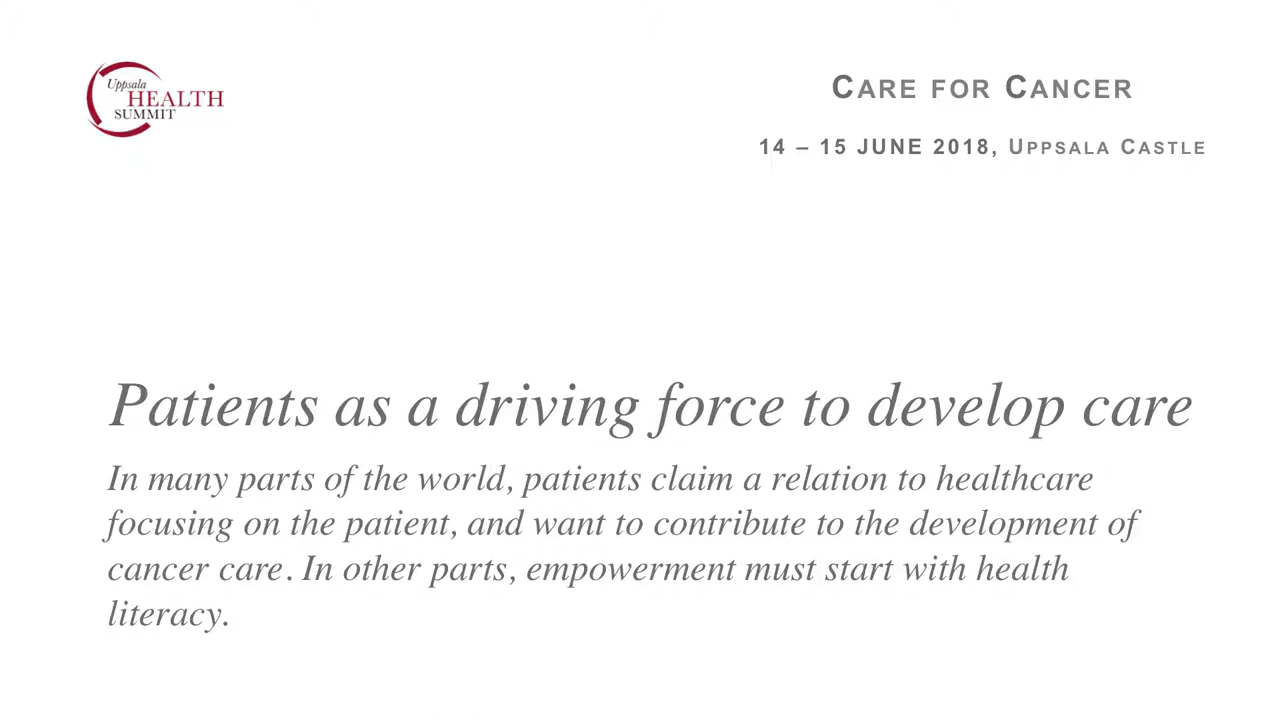 Uppsala
HEALTH
SUMMIT
CARE FOR CANCER
14 – 15 JUNE 2018, UPPSALA CASTLE
Patients as a driving force to develop care
In many parts of the world, patients claim a relation to healthcare
focusing on the patient, and want to contribute to the development of
cancer care. In other parts, empowerment must start with health
literacy.